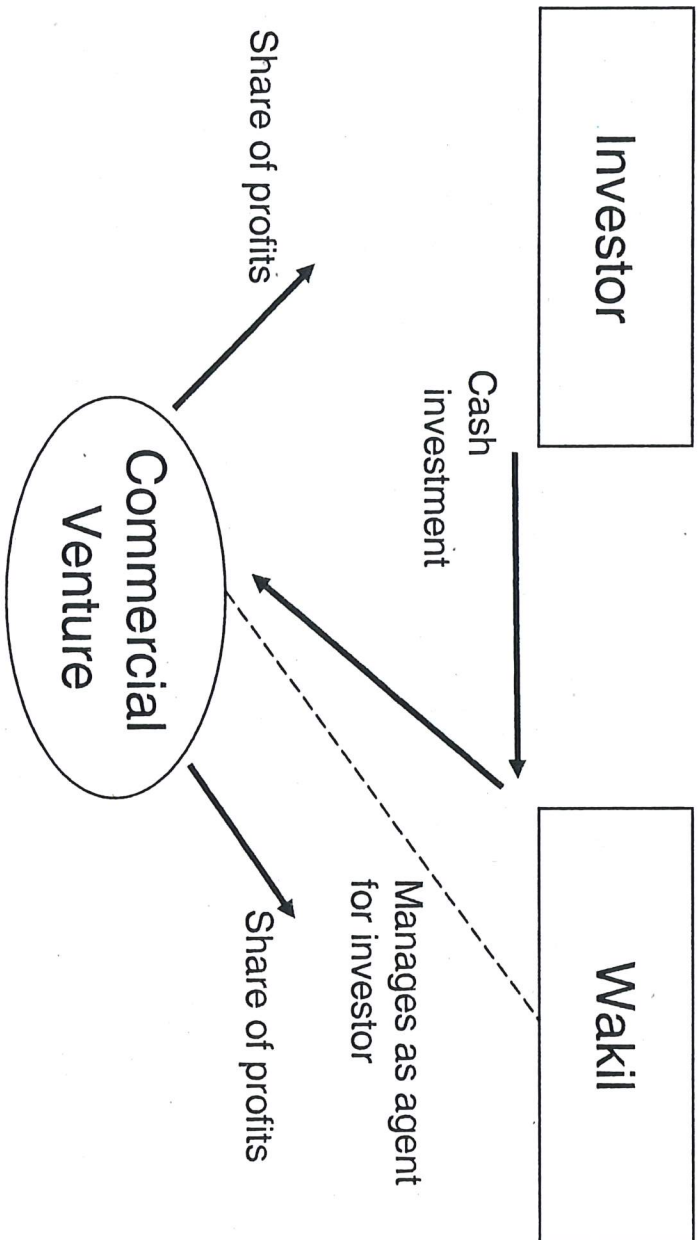 Investor
Wakil
Cash
investment
Manages as agent
for investor
Share of profits
Share of profits
Commercial
Venture